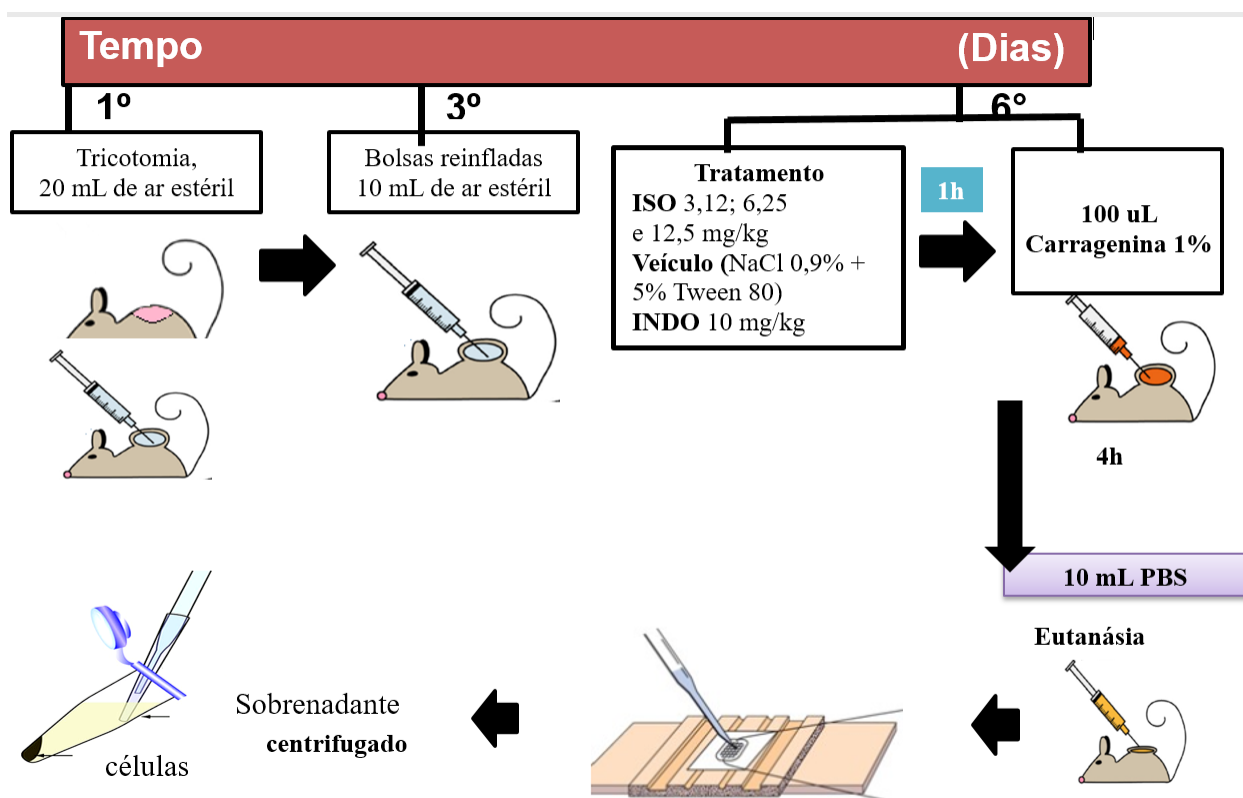 Tempo (Dias)
1º
3º
6°
Tricotomia,
20 mL de ar estéril
Bolsas reinfladas
10 mL de ar estéril
Tratamento
ISO 3,12; 6,25
e 12,5 mg/kg
Veículo (NaCl 0,9% +
5% Tween 80)
INDO 10 mg/kg
1h
100 uL
Carragenina 1%
4h
10 mL PBS
Eutanásia
Sobrenadante
centrifugado
células